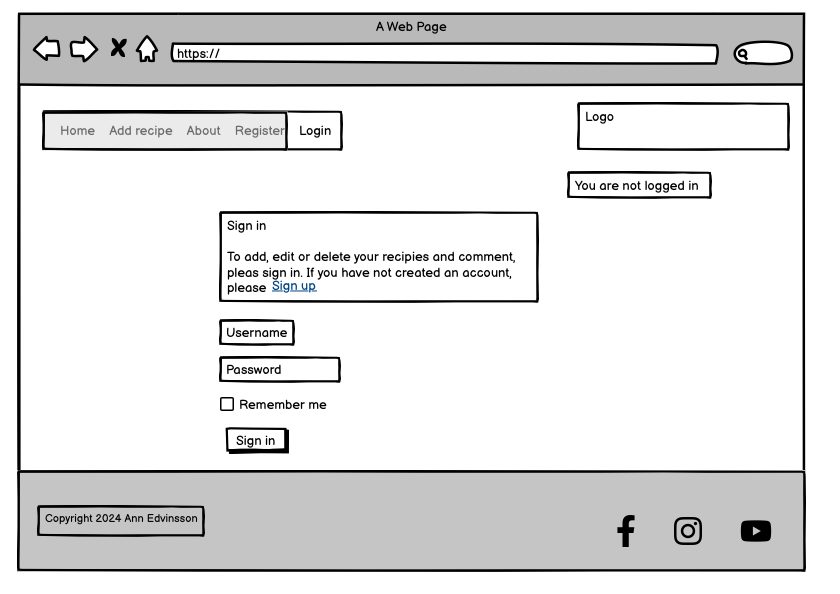 A Web Page
https://
Home Add recipe About Register Login
Logo
You are not logged in
Sign in
To add, edit or delete your recipies and comment,
pleas sign in. If you have not created an account,
please Sign up
Username
Password
Remember me
Sign in
Copyright 2024 Ann Edvinsson